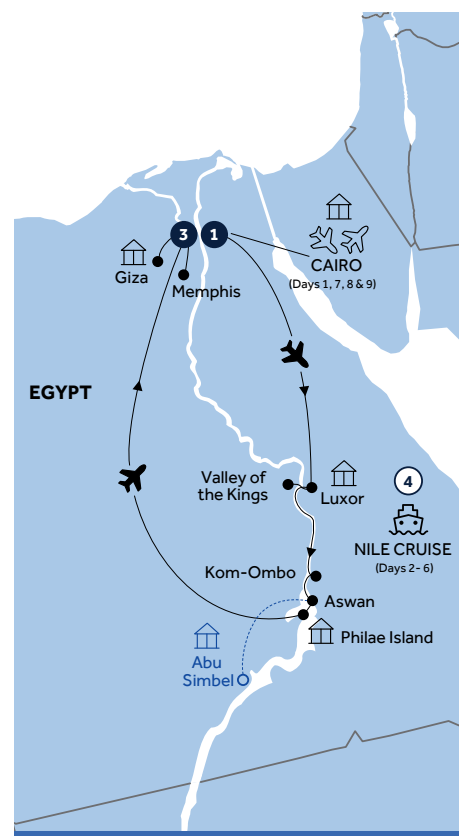 3
1
Giza
Memphis
CAIRO
(Days 1, 7, 8 & 9)
EGYPT
Valley of
the Kings
Luxor
4
NILE CRUISE
(Days 2- 6)
Kom-Ombo
Aswan
Philae Island
Abu
Simbel